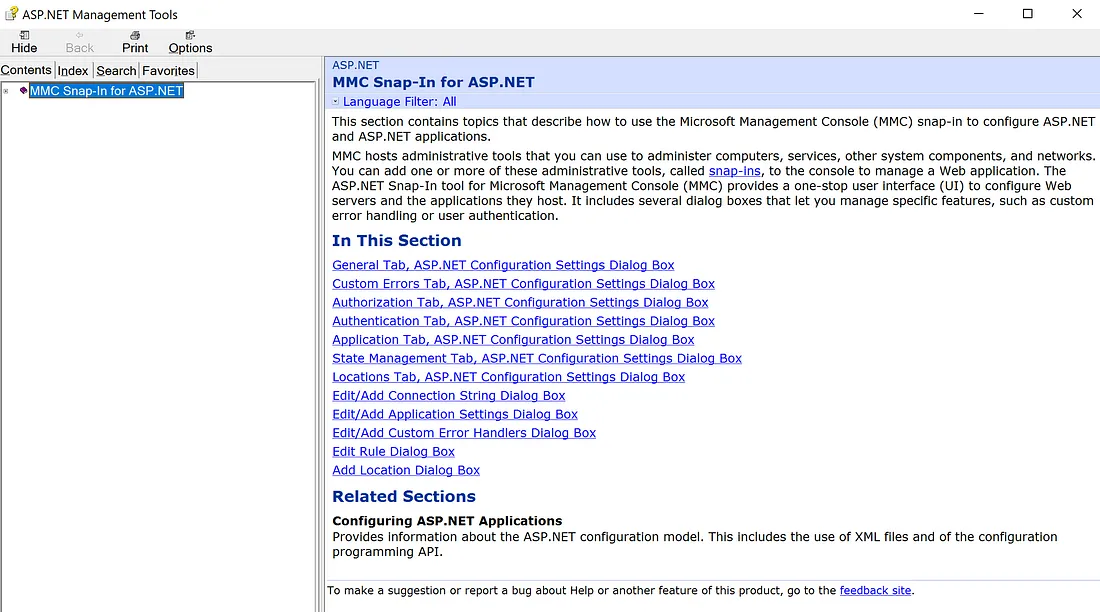 ASP.NET Management Tools
Hide Back Print Options
Contents Index Search Favorites
MMC Snap-In for ASP.NET
ASP.NET
MMC Snap-In for ASP.NET
Language Filter: All
This section contains topics that describe how to use the Microsoft Management Console (MMC) snap-in to configure ASP.NET
and ASP.NET applications.
MMC hosts administrative tools that you can use to administer computers, services, other system components, and networks.
You can add one or more of these administrative tools, called snap-ins, to the console to manage a Web application. The
ASP.NET Snap-In tool for Microsoft Management Console (MMC) provides a one-stop user interface (UI) to configure Web
servers and the applications they host. It includes several dialog boxes that let you manage specific features, such as custom
error handling or user authentication.
In This Section
General Tab, ASP.NET Configuration Settings Dialog Box
Custom Errors Tab, ASP.NET Configuration Settings Dialog Box
Authorization Tab, ASP.NET Configuration Settings Dialog Box
Authentication Tab, ASP.NET Configuration Settings Dialog Box
Application Tab, ASP.NET Configuration Settings Dialog Box
State Management Tab, ASP.NET Configuration Settings Dialog Box
Locations Tab, ASP.NET Configuration Settings Dialog Box
Edit/Add Connection String Dialog Box
Edit/Add Application Settings Dialog Box
Edit/Add Custom Error Handlers Dialog Box
Edit Rule Dialog Box
Add Location Dialog Box
Related Sections
Configuring ASP.NET Applications
Provides information about the ASP.NET configuration model. This includes the use of XML files and of the configuration
programming API.
To make a suggestion or report a bug about Help or another feature of this product, go to the feedback site.